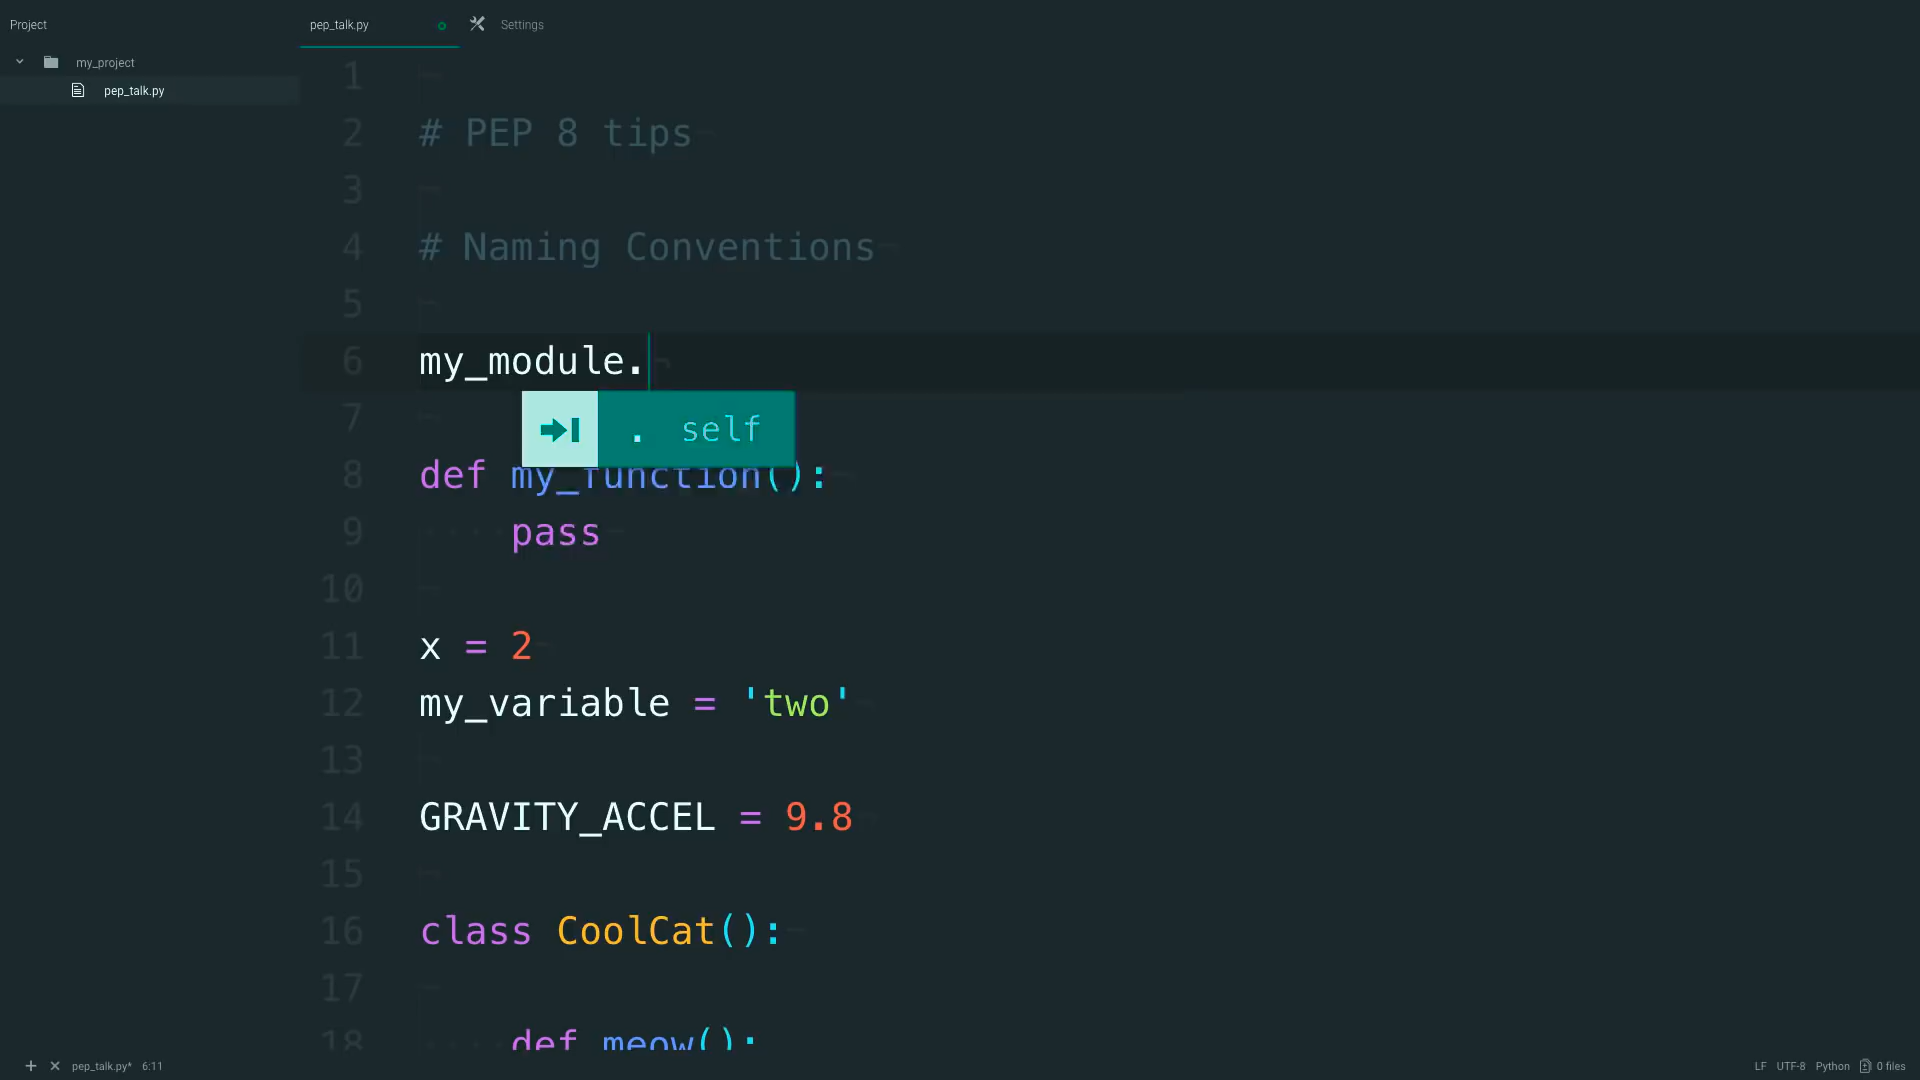 Project
pep_talk.py
Settings
my_project
pep_talk.py
1
2 # PEP 8 tips
3
4 # Naming Conventions
5
6 my_module.
. self
7
8 def my_function():
9 pass
10
11 x = 2
12 my_variable = 'two'
13
14 GRAVITY_ACCEL = 9.8
15
16 class CoolCat():
17
18 def meow():
pep_talk.py* 6:11
LF UTF-8 Python 0 files